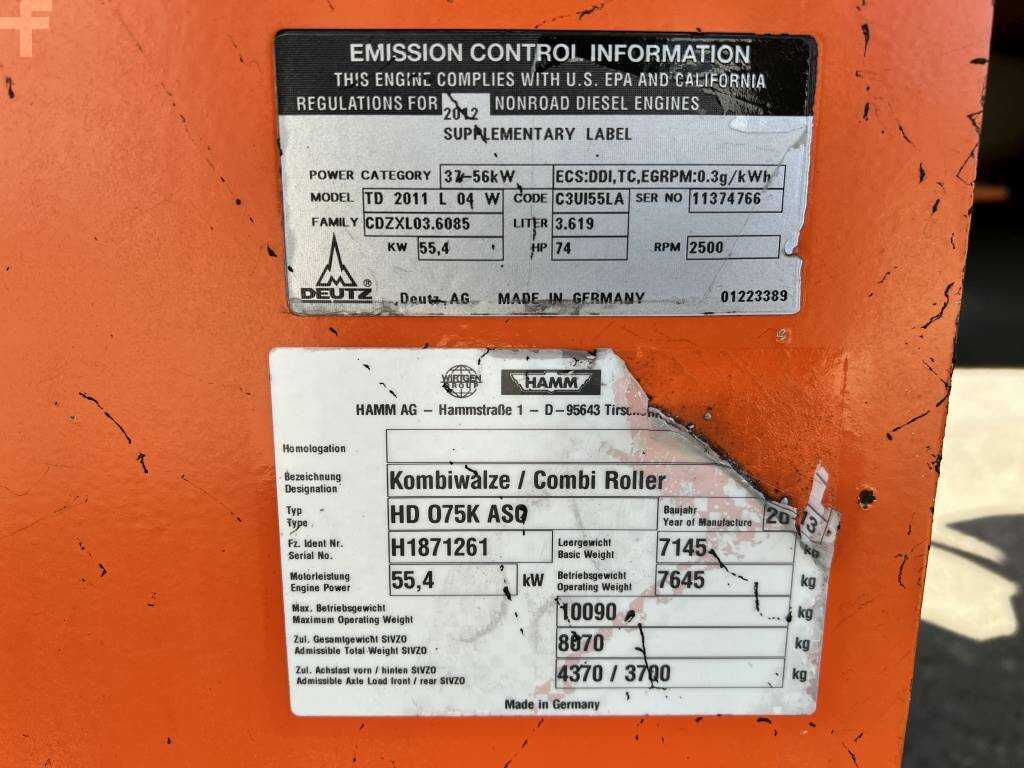 EMISSION CONTROL INFORMATION
THIS ENGINE COMPLIES WITH U.S. EPA AND CALIFORNIA
REGULATIONS FOR 2012 NONROAD DIESEL ENGINES
SUPPLEMENTARY LABEL
POWER CATEGORY 37-56kW ECS:DDI,TC,EGRPM:0.3g/kWh
MODEL TD 2011 L 04 W CODE C3UI55LA SER NO 11374766
FAMILY CDZXL03.6085 LITER 3.619
KW 55,4 HP 74 RPM 2500
DEUTZ® Deutz AG MADE IN GERMANY 01223389
WIRTGEN GROUP HAMM
HAMM AG – Hammstraße 1 – D–95643
Homologation
Bezeichnung
Designation
Kombiwalze / Combi Roller
Typ
Type
HD O75K
Baujahr
Year of Manufacture
2013
Fz. Ident Nr.
Serial No.
H1871261
Leergewicht
Basic Weight
7145 kg
Motorleistung
Engine Power
55,4 kW
Betriebsgewicht
Operating Weight
7645 kg
Max. Betriebsgewicht
Maximum Operating Weight
10090 kg
Zul. Gesamtgewicht StVZO
Admissible Total Weight StVZO
8070 kg
Zul. Achslast vorn / hinten StVZO
Admissible Axle Load front / rear StVZO
4370 / 3700 kg
Made in Germany